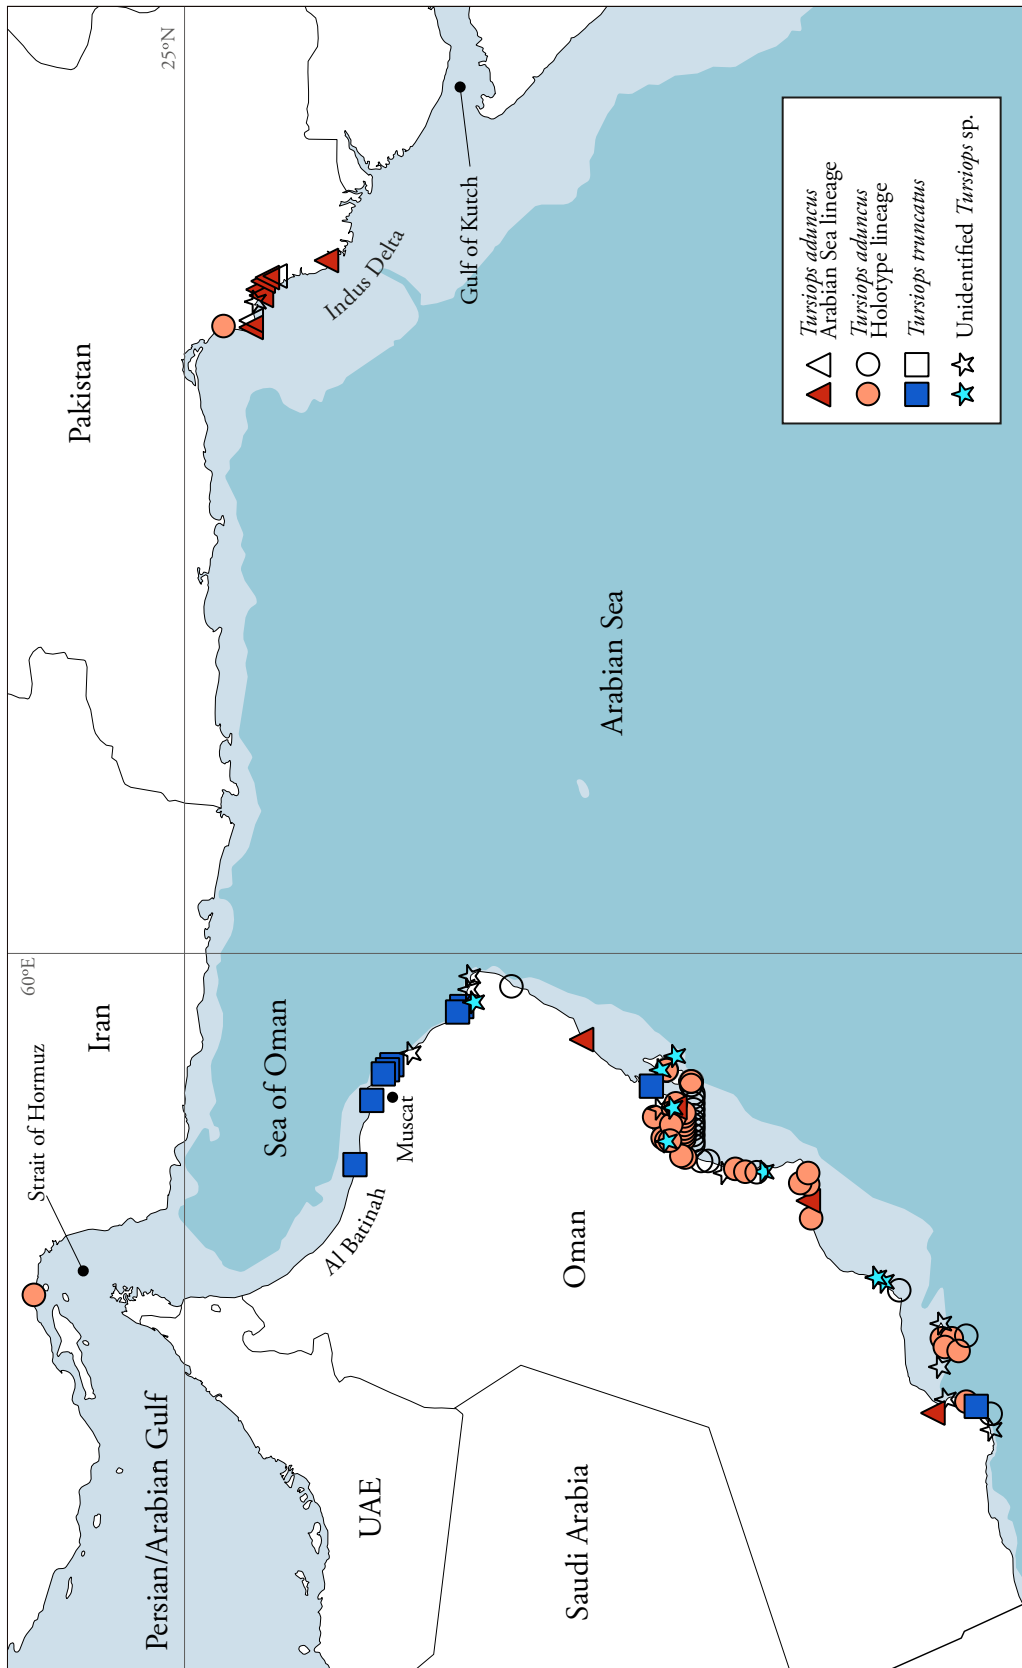 Persian/Arabian Gulf
Strait of Hormuz
Iran
60ºE
Pakistan
25ºN
Sea of Oman
Al Batinah
Muscat
UAE
Oman
Saudi Arabia
Arabian Sea
Indus Delta
Gulf of Kutch
Tursiops aduncus
Arabian Sea lineage
Tursiops aduncus
Holotype lineage
Tursiops truncatus
Unidentified Tursiops sp.